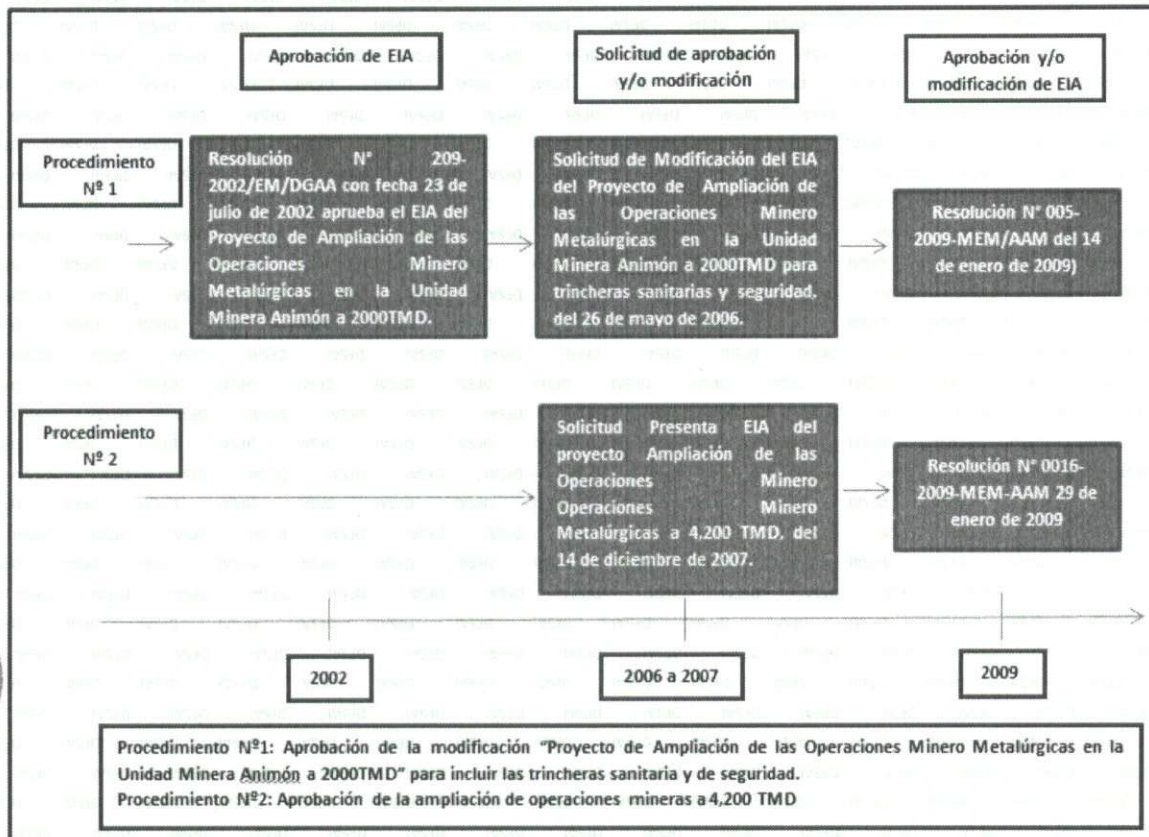 Aprobación de EIA
Solicitud de aprobación
y/o modificación
Aprobación y/o
modificación de EIA
Procedimiento
Nº 1
Resolución N° 209-
2002/EM/DGAA con fecha 23 de
julio de 2002 aprueba el EIA del
Proyecto de Ampliación de las
Operaciones Minero
Metalúrgicas en la Unidad
Minera Animón a 2000TMD.
Solicitud de Modificación del EIA
del Proyecto de Ampliación de
las Operaciones Minero
Metalúrgicas en la Unidad
Minera Animón a 2000TMD para
trincheras sanitarias y seguridad,
del 26 de mayo de 2006.
Resolución N° 005-
2009-MEM/AAM del 14
de enero de 2009)
Procedimiento
Nº 2
Solicitud Presenta EIA del
proyecto Ampliación de las
Operaciones Minero
Operaciones Minero
Metalúrgicas a 4,200 TMD, del
14 de diciembre de 2007.
Resolución N° 0016-
2009-MEM-AAM 29 de
enero de 2009
2002
2006 a 2007
2009
Procedimiento Nº1: Aprobación de la modificación "Proyecto de Ampliación de las Operaciones Minero Metalúrgicas en la
Unidad Minera Animón a 2000TMD" para incluir las trincheras sanitaria y de seguridad.
Procedimiento Nº2: Aprobación de la ampliación de operaciones mineras a 4,200 TMD